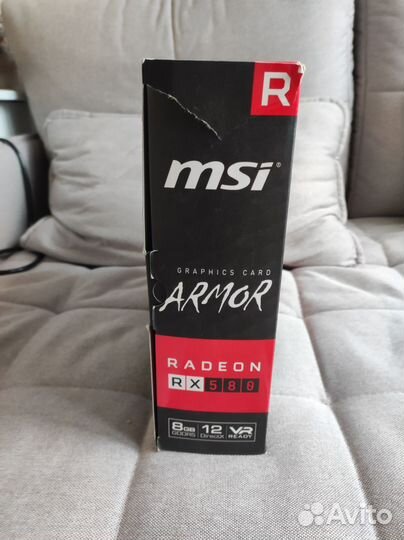 R
msi
GRAPHICS CARD
ARMOR
RADEON
RX 580
8GB GDDR5 12 DirectX VR READY
Avito